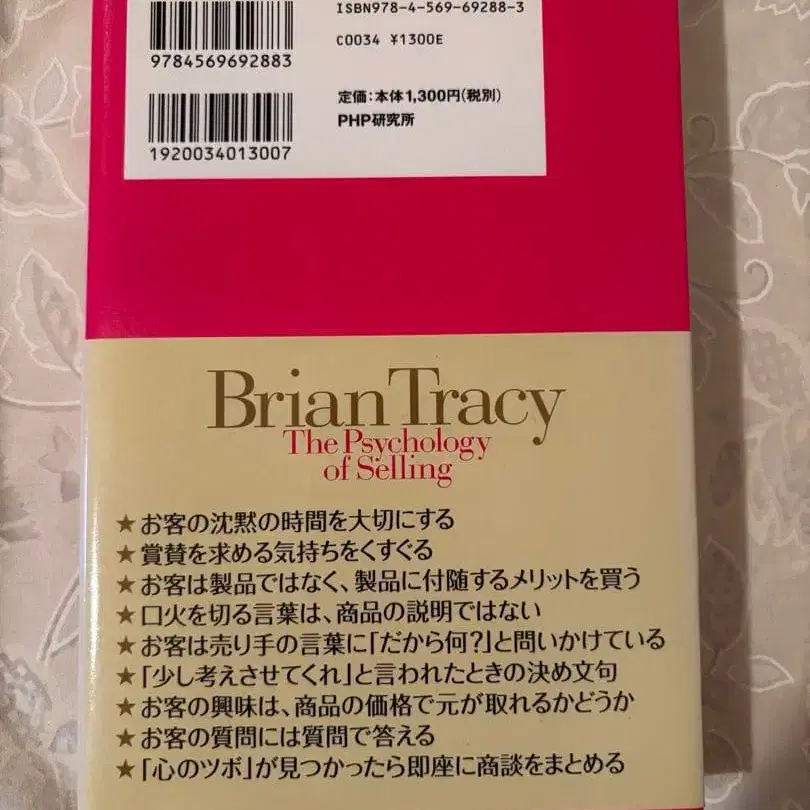 ISBN978-4-569-69288-3
C0034 ¥1300E
9784569692883
定価：本体1,300円(税別)
PHP研究所
1920034013007
Brian Tracy
The Psychology
of Selling
★お客の沈黙の時間を大切にする
★賞賛を求める気持ちをくすぐる
★お客は製品ではなく、製品に付随するメリットを買う
★口火を切る言葉は、商品の説明ではない
★お客は売り手の言葉に「だから何?」と問いかけている
★「少し考えさせてくれ」と言われたときの決め文句
★お客の興味は、商品の価格で元が取れるかどうか
★お客の質問には質問で答える
★「心のツボ」が見つかったら即座に商談をまとめる